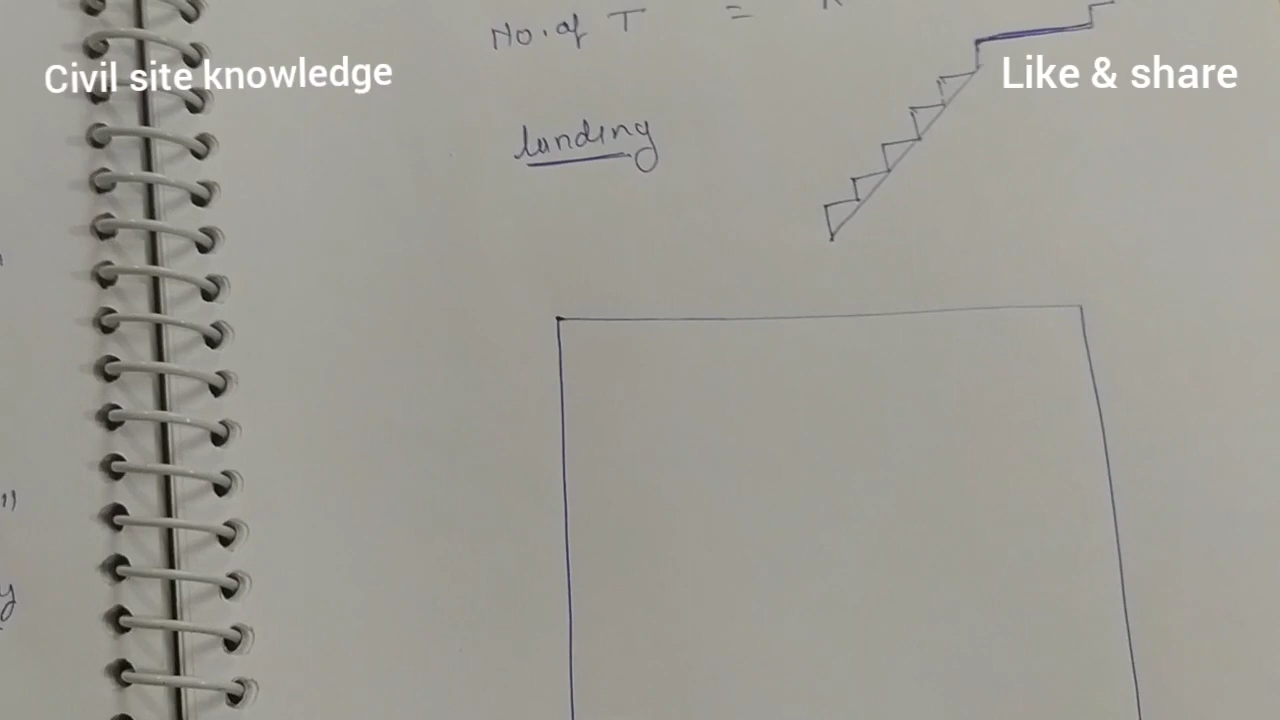 No. of T =
Civil site knowledge
Like & share
landing